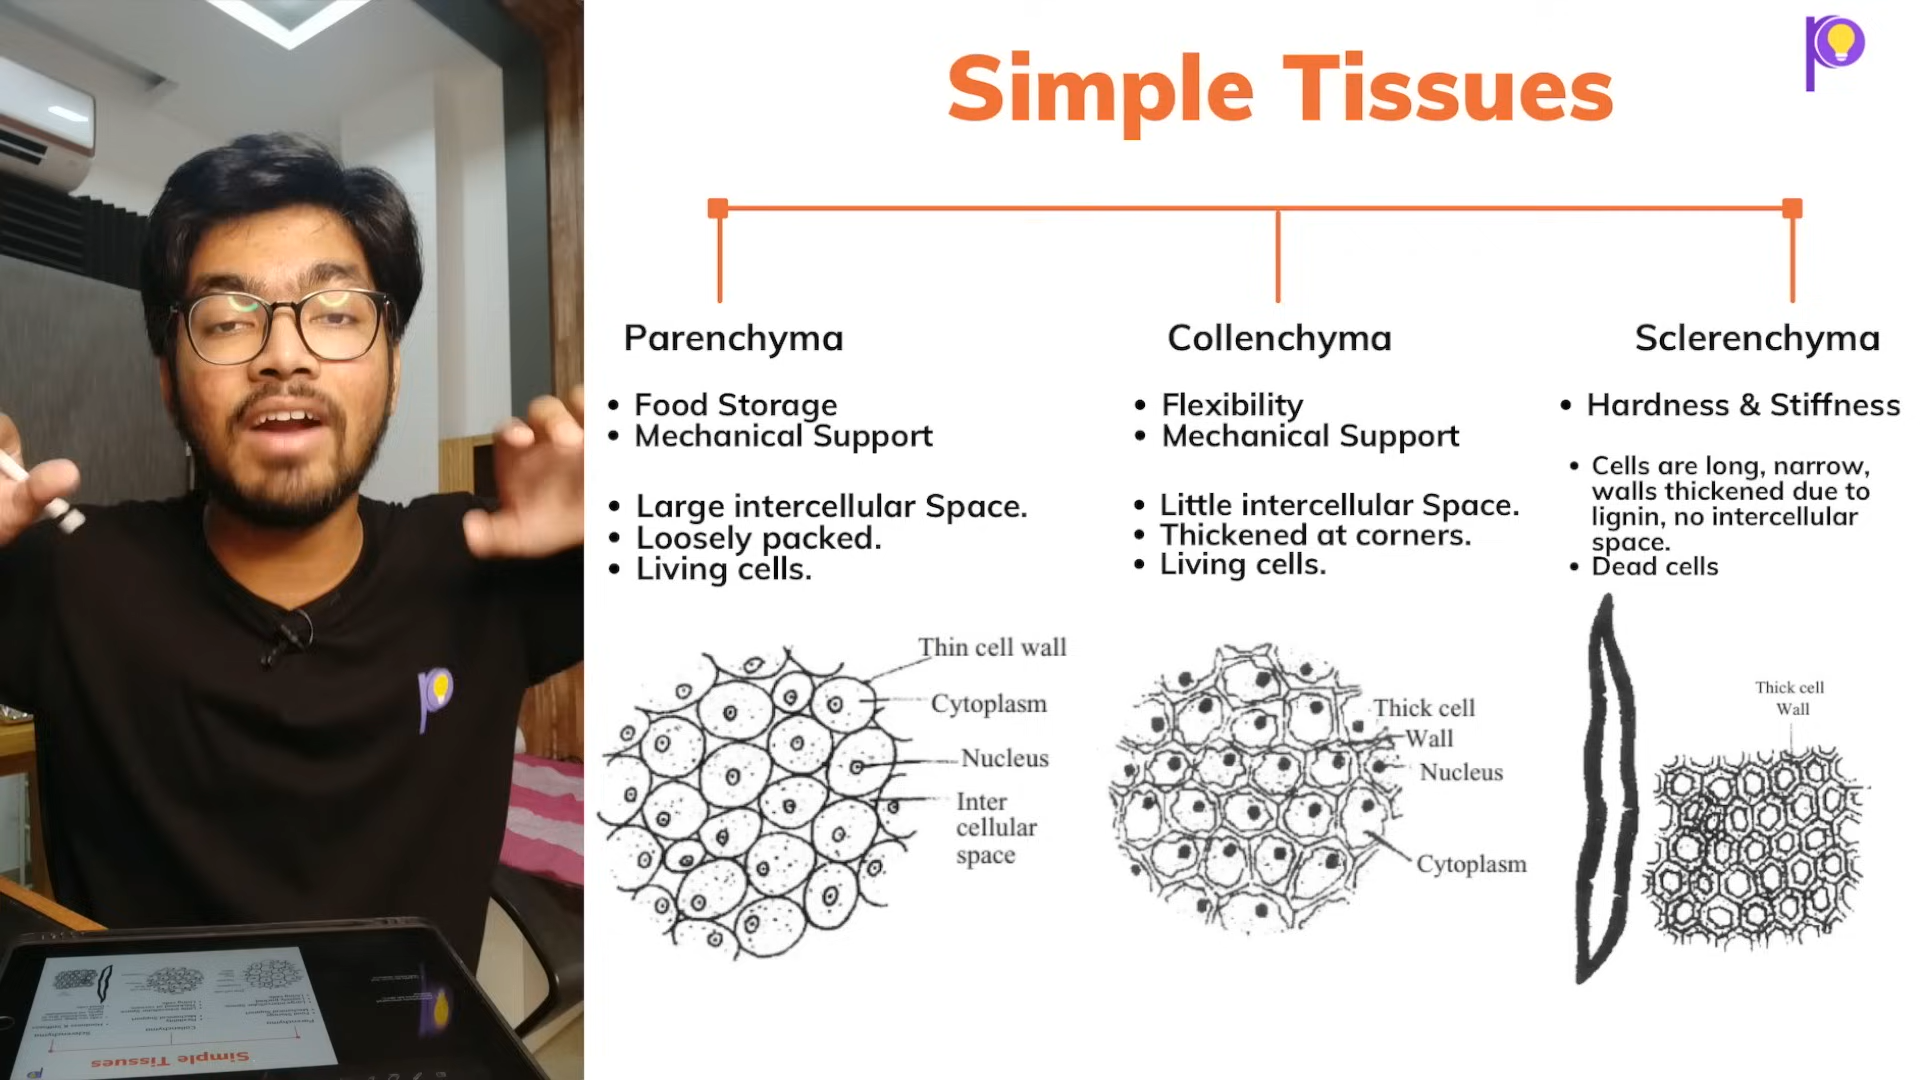 Simple Tissues
Parenchyma
Food Storage
Mechanical Support
Large intercellular Space.
Loosely packed.
Living cells.
Thin cell wall
Cytoplasm
Nucleus
Inter
cellular
space
Collenchyma
Flexibility
Mechanical Support
Little intercellular Space.
Thickened at corners.
Living cells.
Thick cell
Wall
Nucleus
Cytoplasm
Sclerenchyma
Hardness & Stiffness
Cells are long, narrow,
walls thickened due to
lignin, no intercellular
space.
Dead cells
Thick cell
Wall
Simple Tissues